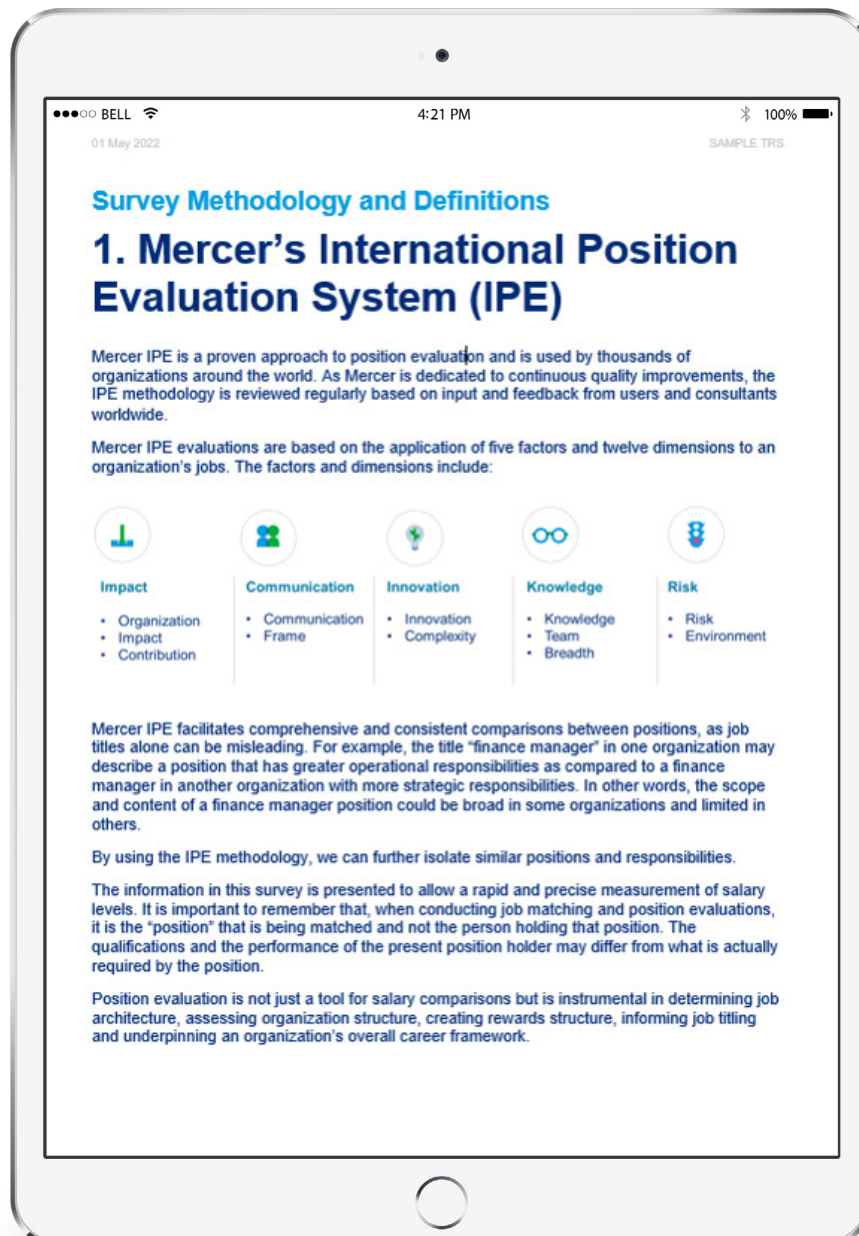 BELL 4:21 PM 100%
01 May 2022 SAMPLE TRS
Survey Methodology and Definitions
1. Mercer's International Position
Evaluation System (IPE)
Mercer IPE is a proven approach to position evaluation and is used by thousands of
organizations around the world. As Mercer is dedicated to continuous quality improvements, the
IPE methodology is reviewed regularly based on input and feedback from users and consultants
worldwide.
Mercer IPE evaluations are based on the application of five factors and twelve dimensions to an
organization's jobs. The factors and dimensions include:
Impact
• Organization
• Impact
• Contribution
Communication
• Communication
• Frame
Innovation
• Innovation
• Complexity
Knowledge
• Knowledge
• Team
• Breadth
Risk
• Risk
• Environment
Mercer IPE facilitates comprehensive and consistent comparisons between positions, as job
titles alone can be misleading. For example, the title “finance manager” in one organization may
describe a position that has greater operational responsibilities as compared to a finance
manager in another organization with more strategic responsibilities. In other words, the scope
and content of a finance manager position could be broad in some organizations and limited in
others.
By using the IPE methodology, we can further isolate similar positions and responsibilities.
The information in this survey is presented to allow a rapid and precise measurement of salary
levels. It is important to remember that, when conducting job matching and position evaluations,
it is the “position” that is being matched and not the person holding that position. The
qualifications and the performance of the present position holder may differ from what is actually
required by the position.
Position evaluation is not just a tool for salary comparisons but is instrumental in determining job
architecture, assessing organization structure, creating rewards structure, informing job titling
and underpinning an organization's overall career framework.